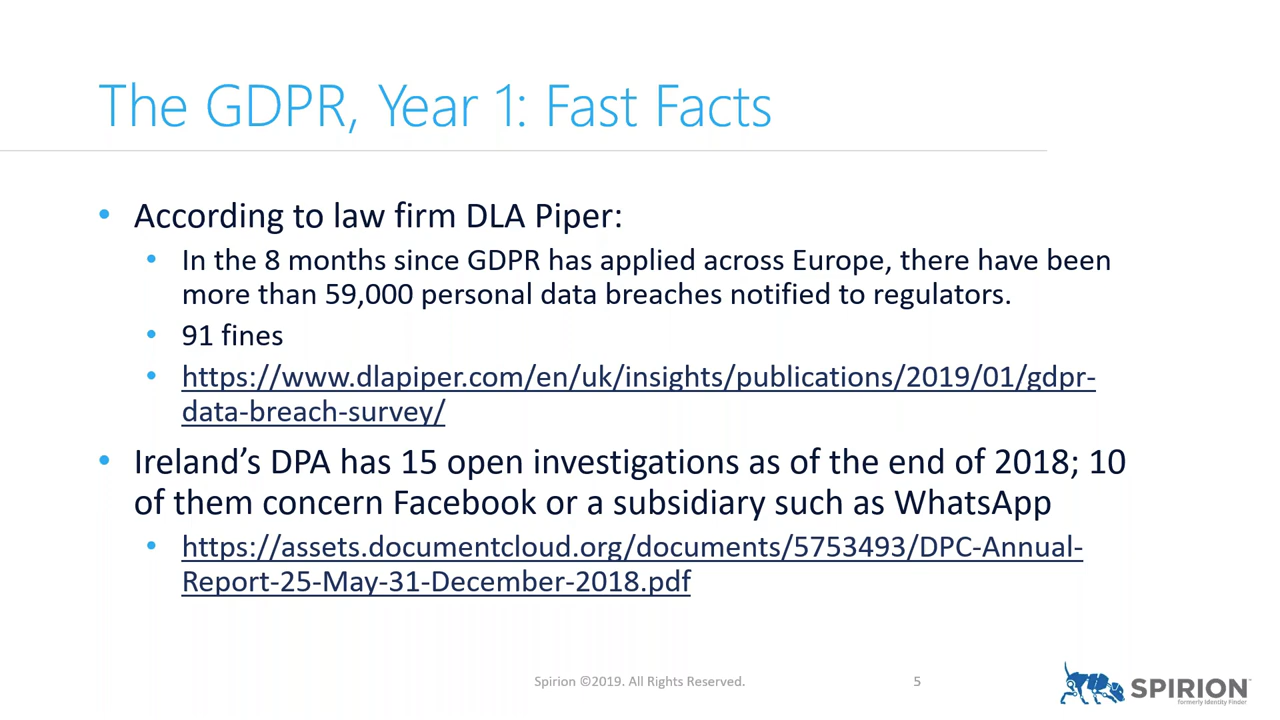 The GDPR, Year 1: Fast Facts
• According to law firm DLA Piper:
• In the 8 months since GDPR has applied across Europe, there have been
more than 59,000 personal data breaches notified to regulators.
• 91 fines
• https://www.dlapiper.com/en/uk/insights/publications/2019/01/gdpr-
data-breach-survey/
• Ireland’s DPA has 15 open investigations as of the end of 2018; 10
of them concern Facebook or a subsidiary such as WhatsApp
• https://assets.documentcloud.org/documents/5753493/DPC-Annual-
Report-25-May-31-December-2018.pdf
Spirion ©2019. All Rights Reserved.
5
SPIRION™
formerly Identity Finder